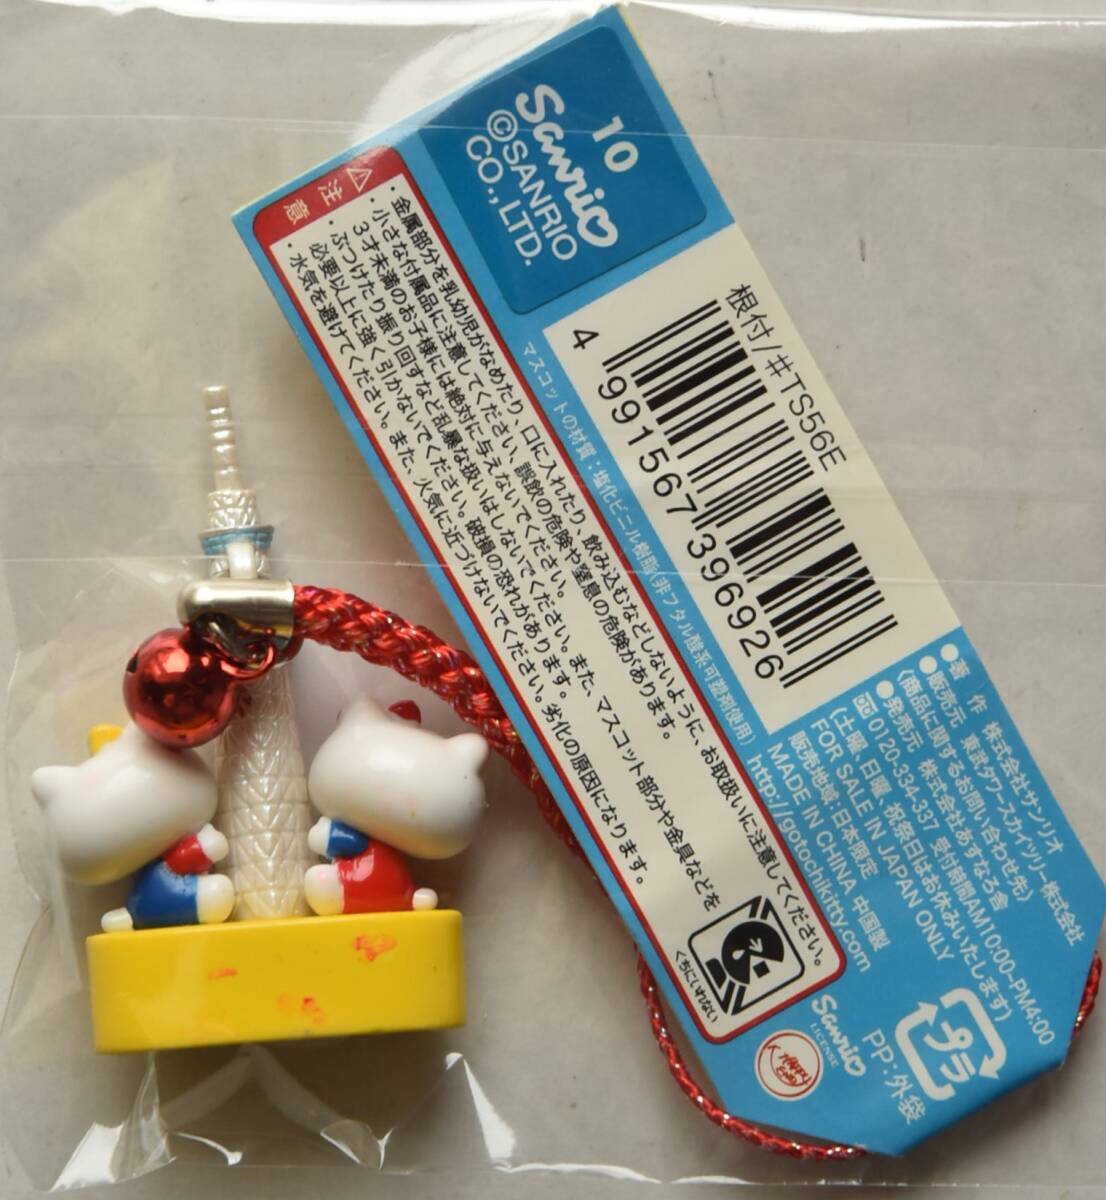 10
Sanrio
©SANRIO
CO., LTD.
根付/#TS56E
4 991567 396926
マスコットの材質:塩化ビニル樹脂(非フタル酸系可塑剤使用)
⚠注意
・金属部分を乳幼児がなめたり、口に入れたり、飲み込むなどしないように、お取扱いに注意してください。
・小さな付属品に注意してください、誤飲の危険や窒息の危険があります。
3才未満のお子様には絶対に与えないでください。
・ぶつけたり振り回すなど乱暴な扱いはしないでください。また、マスコット部分や金具などを
必要以上に強く引かないでください。破損の恐れがあります。
・水気を避けてください。また、火気に近づけないでください。劣化の原因になります。
くちにいれない
●著作 株式会社サンリオ
●販売元 東武タワースカイツリー株式会社
(商品に関するお問い合わせ先)
●発売元 株式会社あすなろ舎
0120-334-337 受付時間AM10:00-PM4:00
(土曜、日曜、祝祭日はお休みいたします)
FOR SALE IN JAPAN ONLY
販売地域:日本限定
MADE IN CHINA 中国製
http://gotochikitty.com
Sanrio
LICENSE
プラ
PP:外袋